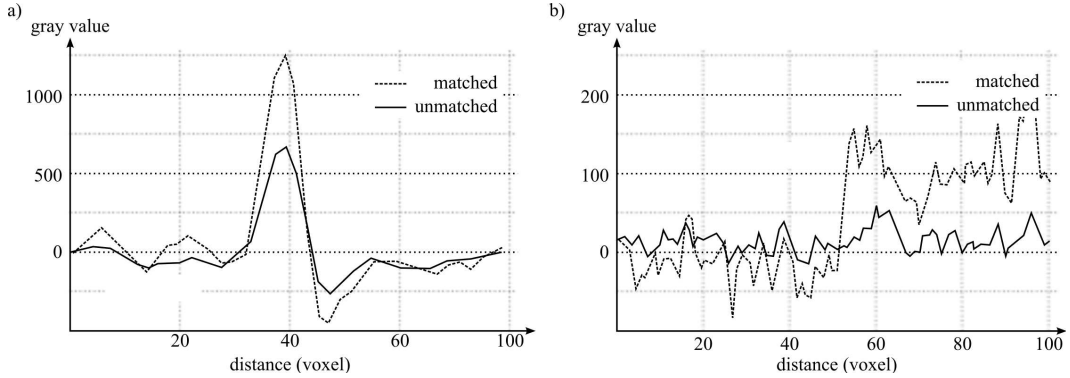 a)
gray value
matched
unmatched
1000
500
0
20
40
60
100
distance (voxel)
b)
gray value
matched
unmatched
200
100
0
20
40
60
80
100
distance (voxel)